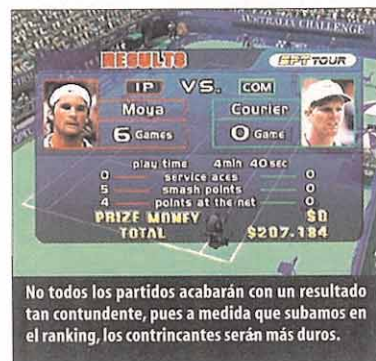 AUSTRALIA CHALLENGE
RESULTS
SPT TOUR
1P VS. COM
Moya Courier
6 Games 0 Game
play time 4min 40sec
0 service aces 0
5 smash points 0
4 points at the net 0
PRIZE MONEY $0
TOTAL $207.184
No todos los partidos acabarán con un resultado
tan contundente, pues a medida que subamos en
el ranking, los contrincantes serán más duros.